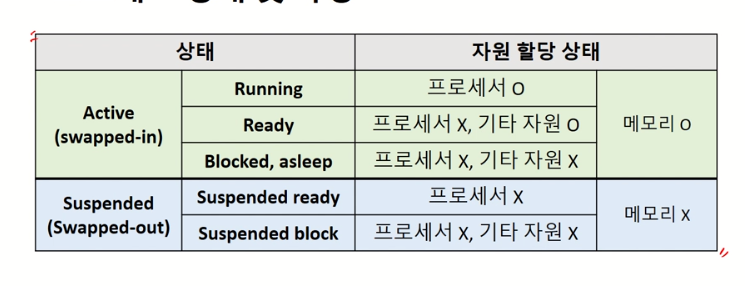 상태 자원 할당 상태
Active
(swapped-in)
Running 프로세서 O
Ready 프로세서 X, 기타 자원 O
Blocked, asleep 프로세서 X, 기타 자원 X
메모리 O
Suspended
(Swapped-out)
Suspended ready 프로세서 X
Suspended block 프로세서 X, 기타 자원 X
메모리 X